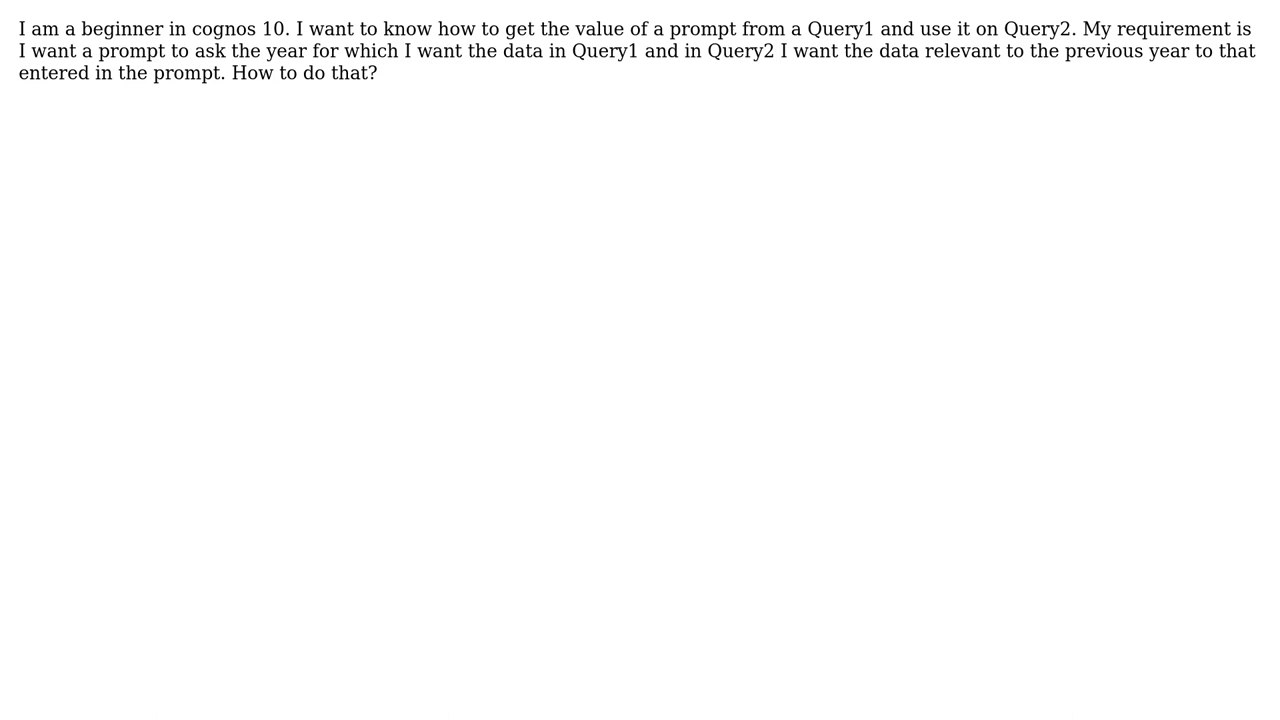 I am a beginner in cognos 10. I want to know how to get the value of a prompt from a Query1 and use it on Query2. My requirement is
I want a prompt to ask the year for which I want the data in Query1 and in Query2 I want the data relevant to the previous year to that
entered in the prompt. How to do that?